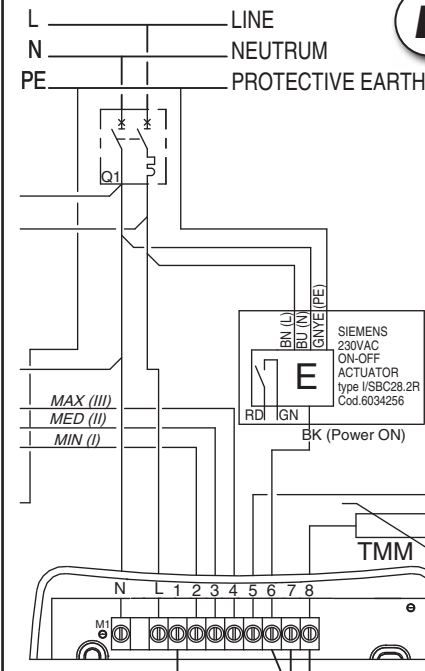 L LINE
N NEUTRUM
PE PROTECTIVE EARTH
Q1
BN (L)
BU (N)
GNYE (PE)
SIEMENS
230VAC
ON-OFF
ACTUATOR
type I/SBC28.2R
Cod.6034256
E
RD GN
BK (Power ON)
MAX (III)
MED (II)
MIN (I)
TMM
N L 1 2 3 4 5 6 7 8
M1